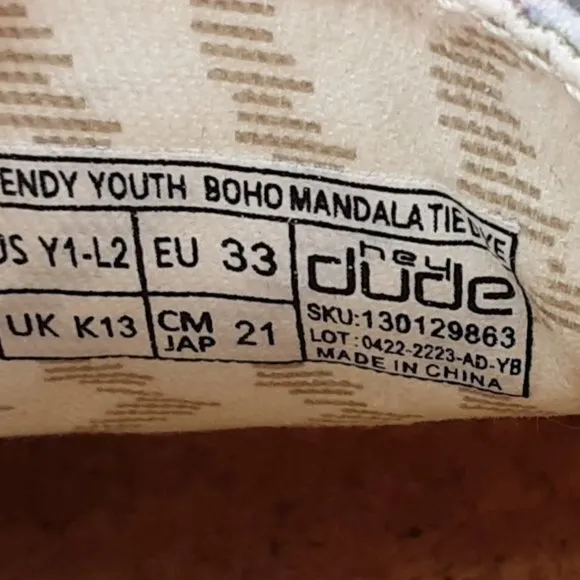 ENDY YOUTH BOHO MANDALA TIE DYE
US Y1-L2 EU 33
UK K13 CM JAP 21
hey dude
SKU:130129863
LOT:0422-2223-AD-YB
MADE IN CHINA